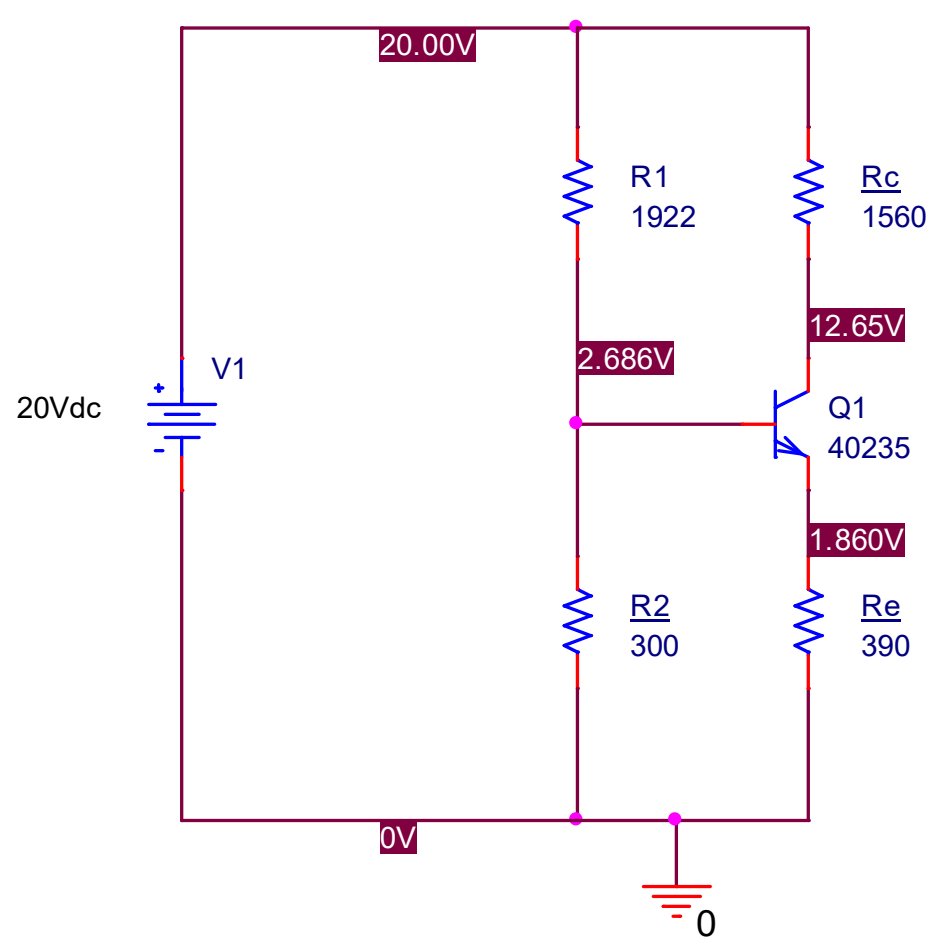 20.00V
R1
1922
Rc
1560
12.65V
2.686V
V1
+
20Vdc
-
Q1
40235
1.860V
R2
300
Re
390
0V
0